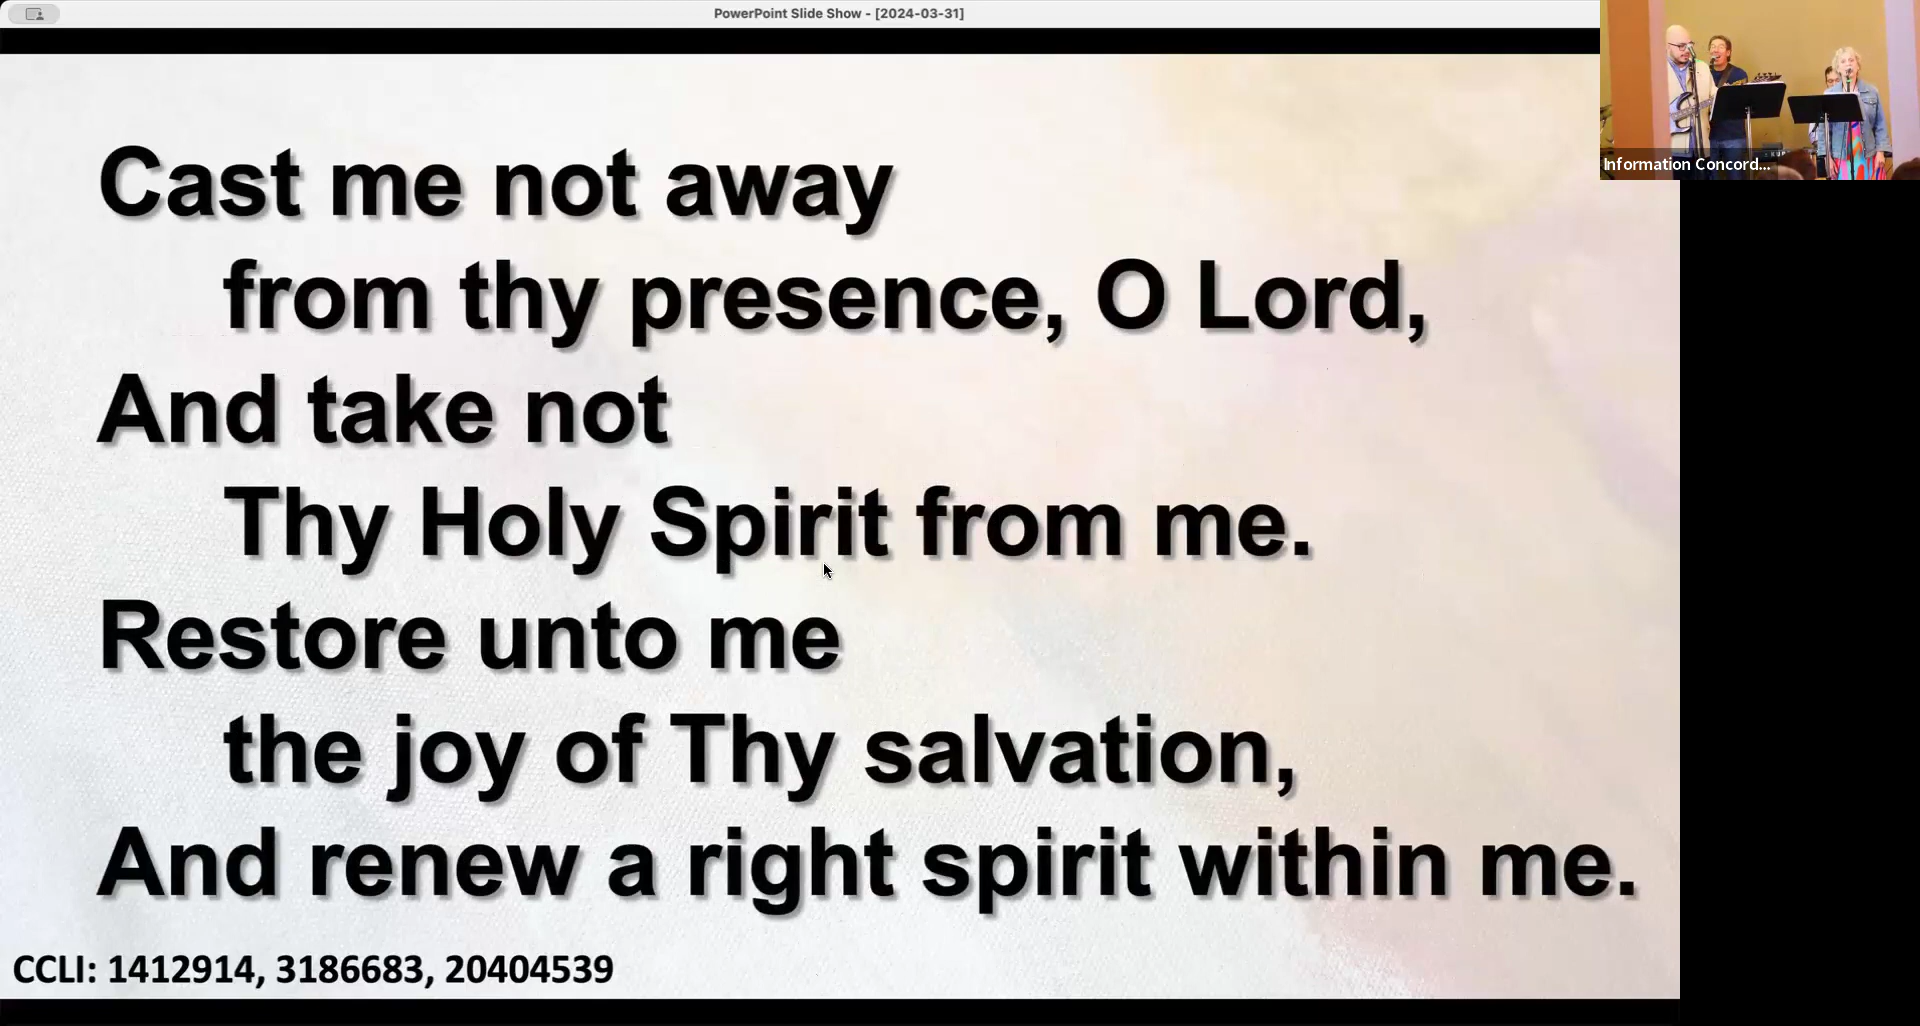 PowerPoint Slide Show - [2024-03-31]
Information Concord...
Cast me not away
from thy presence, O Lord,
And take not
Thy Holy Spirit from me.
Restore unto me
the joy of Thy salvation,
And renew a right spirit within me.
CCLI: 1412914, 3186683, 20404539